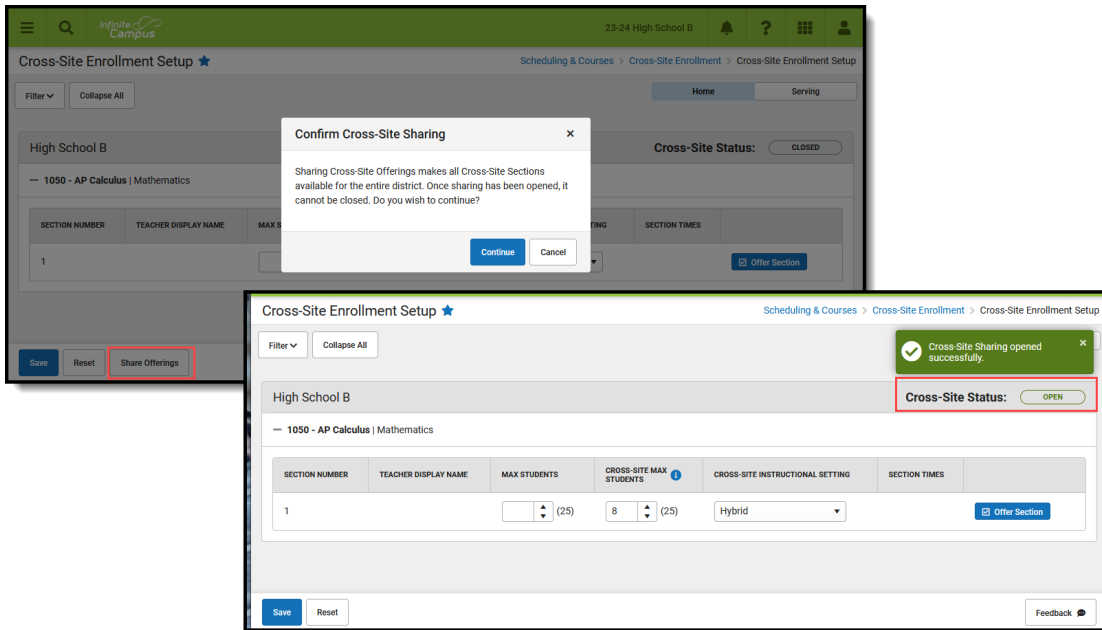 Infinite Campus
23-24 High School B
?
Cross-Site Enrollment Setup
Scheduling & Courses > Cross-Site Enrollment > Cross-Site Enrollment Setup
Filter
Collapse All
Home
Serving
Confirm Cross-Site Sharing
×
Sharing Cross-Site Offerings makes all Cross-Site Sections
available for the entire district. Once sharing has been opened, it
cannot be closed. Do you wish to continue?
Continue
Cancel
High School B
Cross-Site Status:
CLOSED
1050 - AP Calculus | Mathematics
SECTION NUMBER
TEACHER DISPLAY NAME
MAX S
TING
SECTION TIMES
1
Offer Section
Save
Reset
Share Offerings
Cross-Site Enrollment Setup
Scheduling & Courses > Cross-Site Enrollment > Cross-Site Enrollment Setup
Filter
Collapse All
Cross-Site Sharing opened
successfully.
×
High School B
Cross-Site Status:
OPEN
1050 - AP Calculus | Mathematics
SECTION NUMBER
TEACHER DISPLAY NAME
MAX STUDENTS
CROSS-SITE MAX
STUDENTS
CROSS-SITE INSTRUCTIONAL SETTING
SECTION TIMES
1
(25)
8
(25)
Hybrid
Offer Section
Save
Reset
Feedback